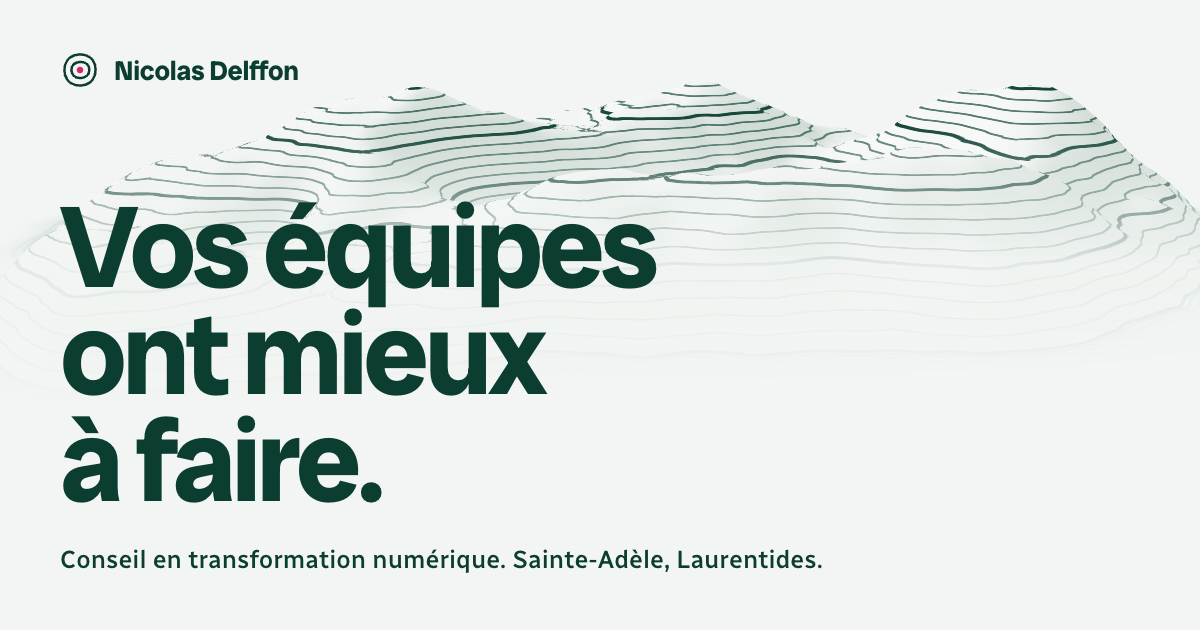 Nicolas Delffon
Vos équipes
ont mieux
à faire.
Conseil en transformation numérique. Sainte-Adèle, Laurentides.